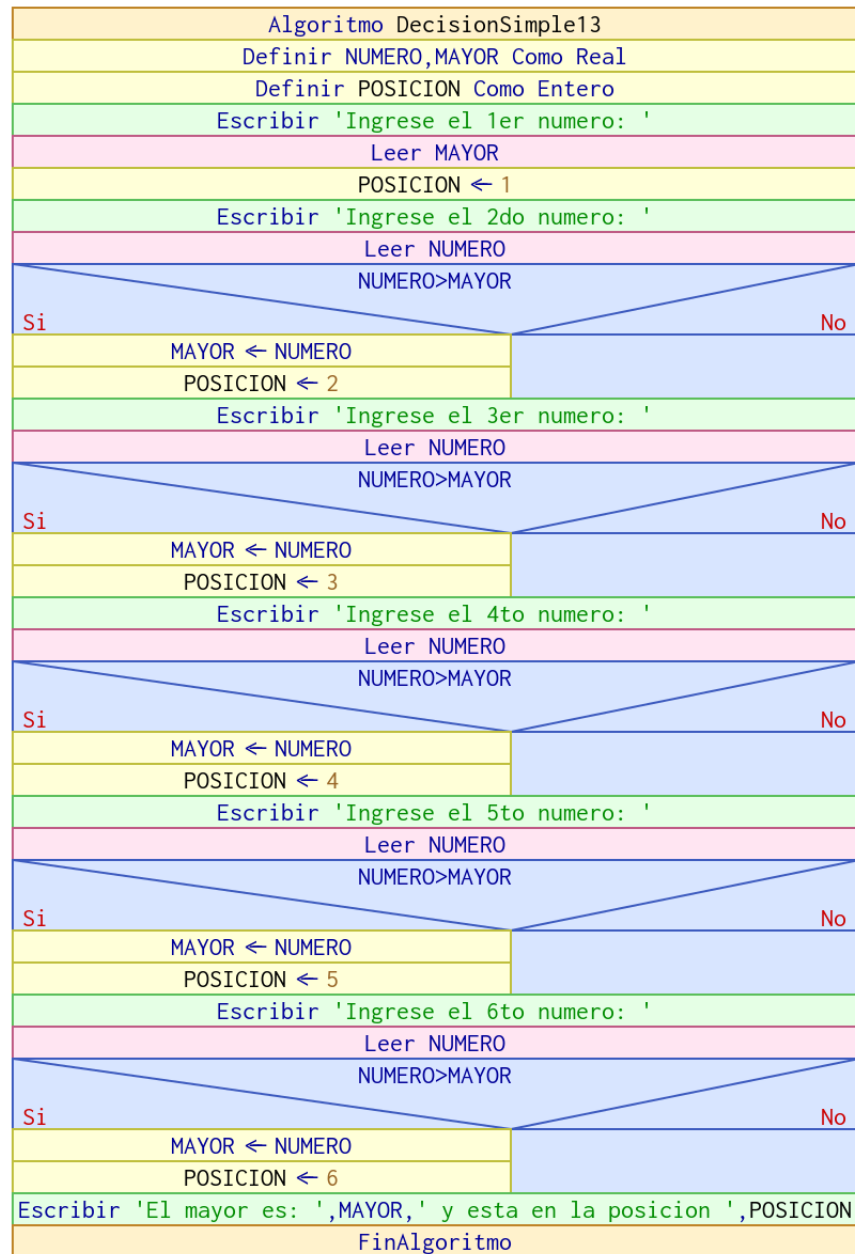 Algoritmo DecisionSimple13
Definir NUMERO,MAYOR Como Real
Definir POSICION Como Entero
Escribir 'Ingrese el 1er numero: '
Leer MAYOR
POSICION ← 1
Escribir 'Ingrese el 2do numero: '
Leer NUMERO
NUMERO>MAYOR
Si No
MAYOR ← NUMERO
POSICION ← 2
Escribir 'Ingrese el 3er numero: '
Leer NUMERO
NUMERO>MAYOR
Si No
MAYOR ← NUMERO
POSICION ← 3
Escribir 'Ingrese el 4to numero: '
Leer NUMERO
NUMERO>MAYOR
Si No
MAYOR ← NUMERO
POSICION ← 4
Escribir 'Ingrese el 5to numero: '
Leer NUMERO
NUMERO>MAYOR
Si No
MAYOR ← NUMERO
POSICION ← 5
Escribir 'Ingrese el 6to numero: '
Leer NUMERO
NUMERO>MAYOR
Si No
MAYOR ← NUMERO
POSICION ← 6
Escribir 'El mayor es: ',MAYOR,' y esta en la posicion ',POSICION
FinAlgoritmo